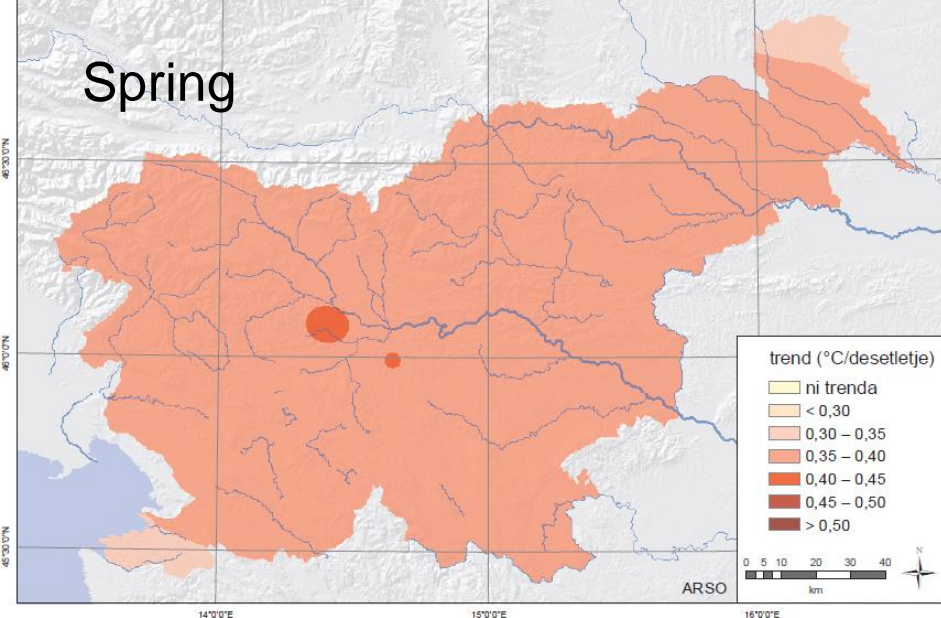 Spring
46°30'0"N
46°0'0"N
45°30'0"N
trend (°C/desetletje)
ni trenda
< 0,30
0,30 – 0,35
0,35 – 0,40
0,40 – 0,45
0,45 – 0,50
> 0,50
0 5 10 20 30 40
km
N
ARSO
14°0'0"E
15°0'0"E
16°0'0"E